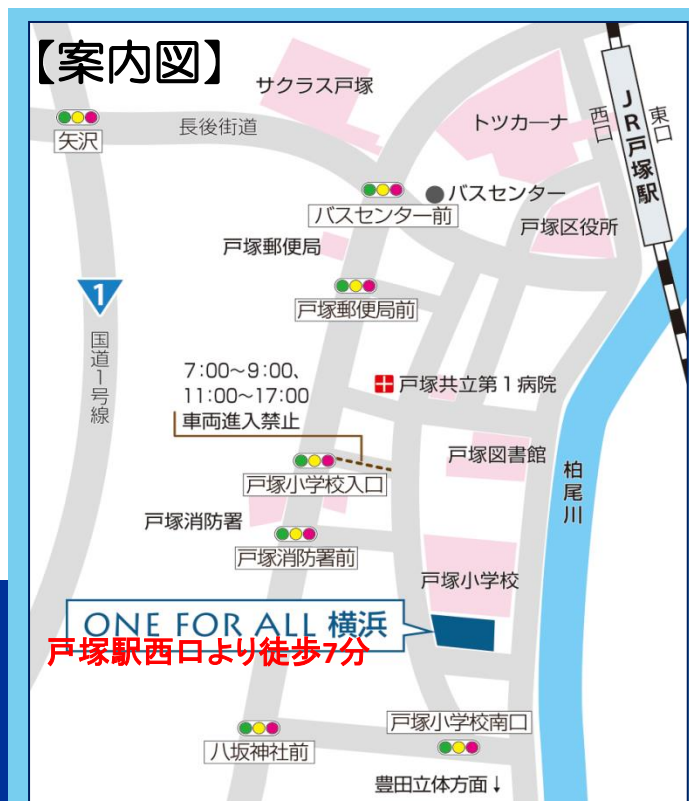 【案内図】
サクラス戸塚
トツカーナ
西口
JR戸塚駅
東口
矢沢
長後街道
バスセンター
バスセンター前
戸塚区役所
戸塚郵便局
戸塚郵便局前
1
国道1号線
7:00~9:00、
11:00~17:00
車両進入禁止
戸塚共立第1病院
戸塚図書館
柏尾川
戸塚小学校入口
戸塚消防署
戸塚消防署前
戸塚小学校
ONE FOR ALL 横浜
戸塚駅西口より徒歩7分
戸塚小学校南口
八坂神社前
豊田立体方面↓